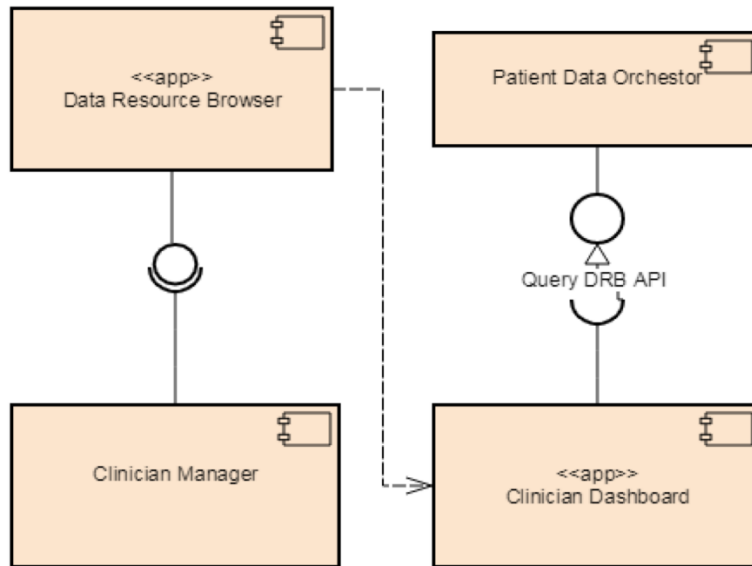 <<app>>
Data Resource Browser
Patient Data Orchestor
Query DRB API
Clinician Manager
<<app>>
Clinician Dashboard